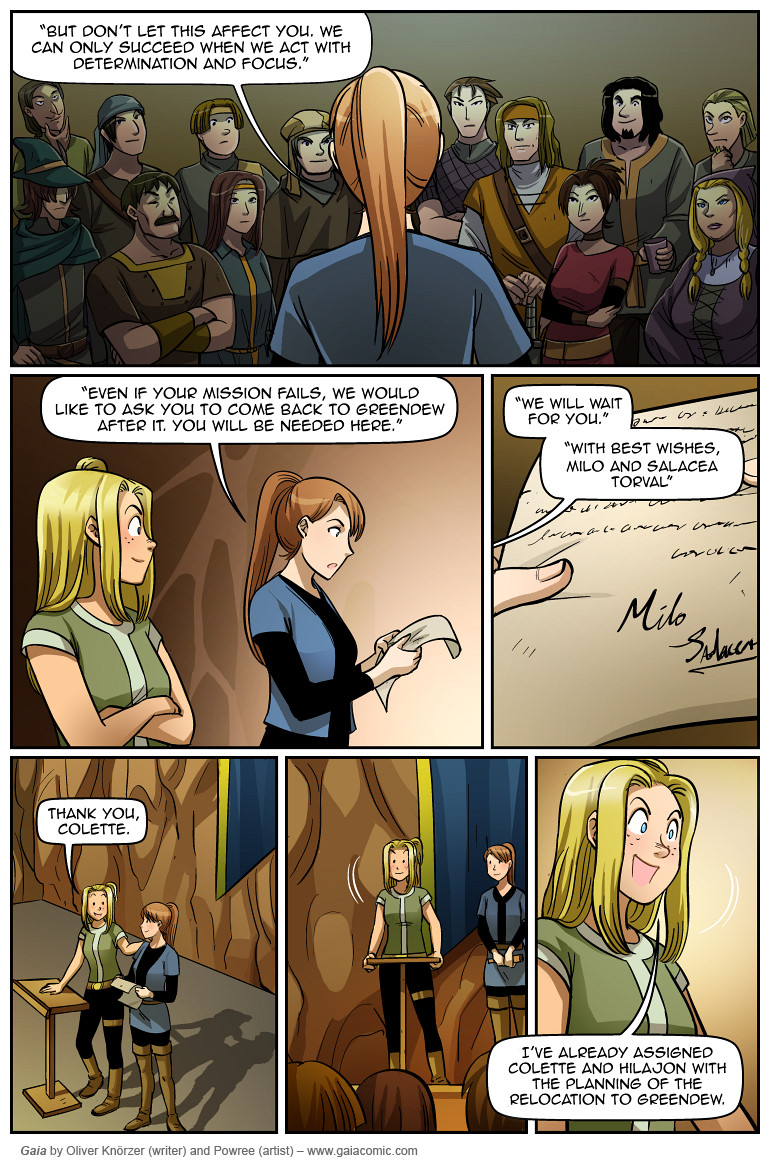 "BUT DON'T LET THIS AFFECT YOU. WE
CAN ONLY SUCCEED WHEN WE ACT WITH
DETERMINATION AND FOCUS."
"EVEN IF YOUR MISSION FAILS, WE WOULD
LIKE TO ASK YOU TO COME BACK TO GREENDEW
AFTER IT. YOU WILL BE NEEDED HERE."
"WE WILL WAIT
FOR YOU."
"WITH BEST WISHES,
MILO AND SALACEA
TORVAL"
Milo
Salacea
THANK YOU,
COLETTE.
I'VE ALREADY ASSIGNED
COLETTE AND HILAJON WITH
THE PLANNING OF THE
RELOCATION TO GREENDEW.
Gaia by Oliver Knörzer (writer) and Powree (artist) – www.gaiacomic.com